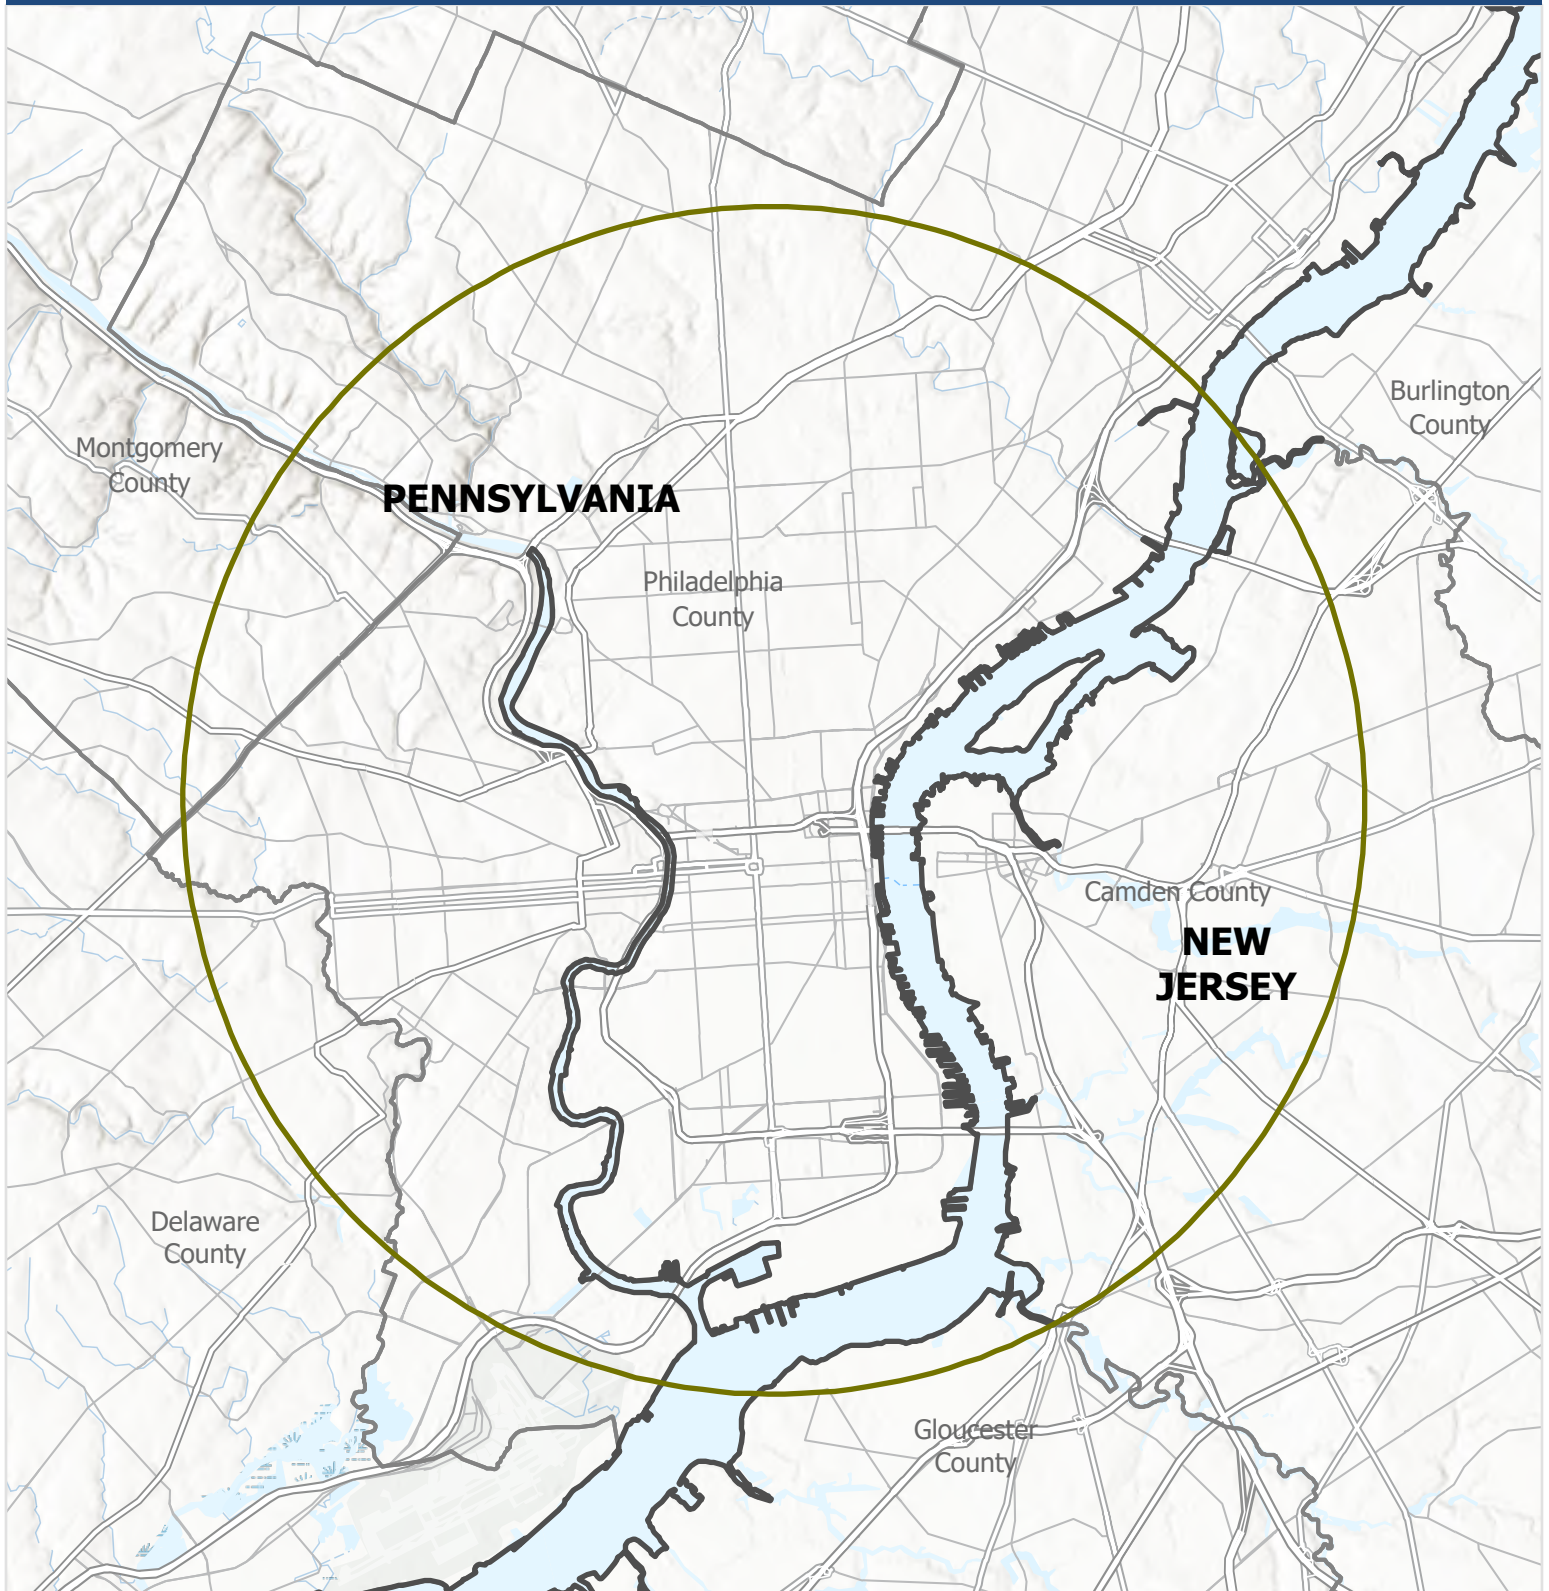 Burlington
County
Montgomery
County
PENNSYLVANIA
Philadelphia
County
Camden County
NEW
JERSEY
Delaware
County
Gloucester
County